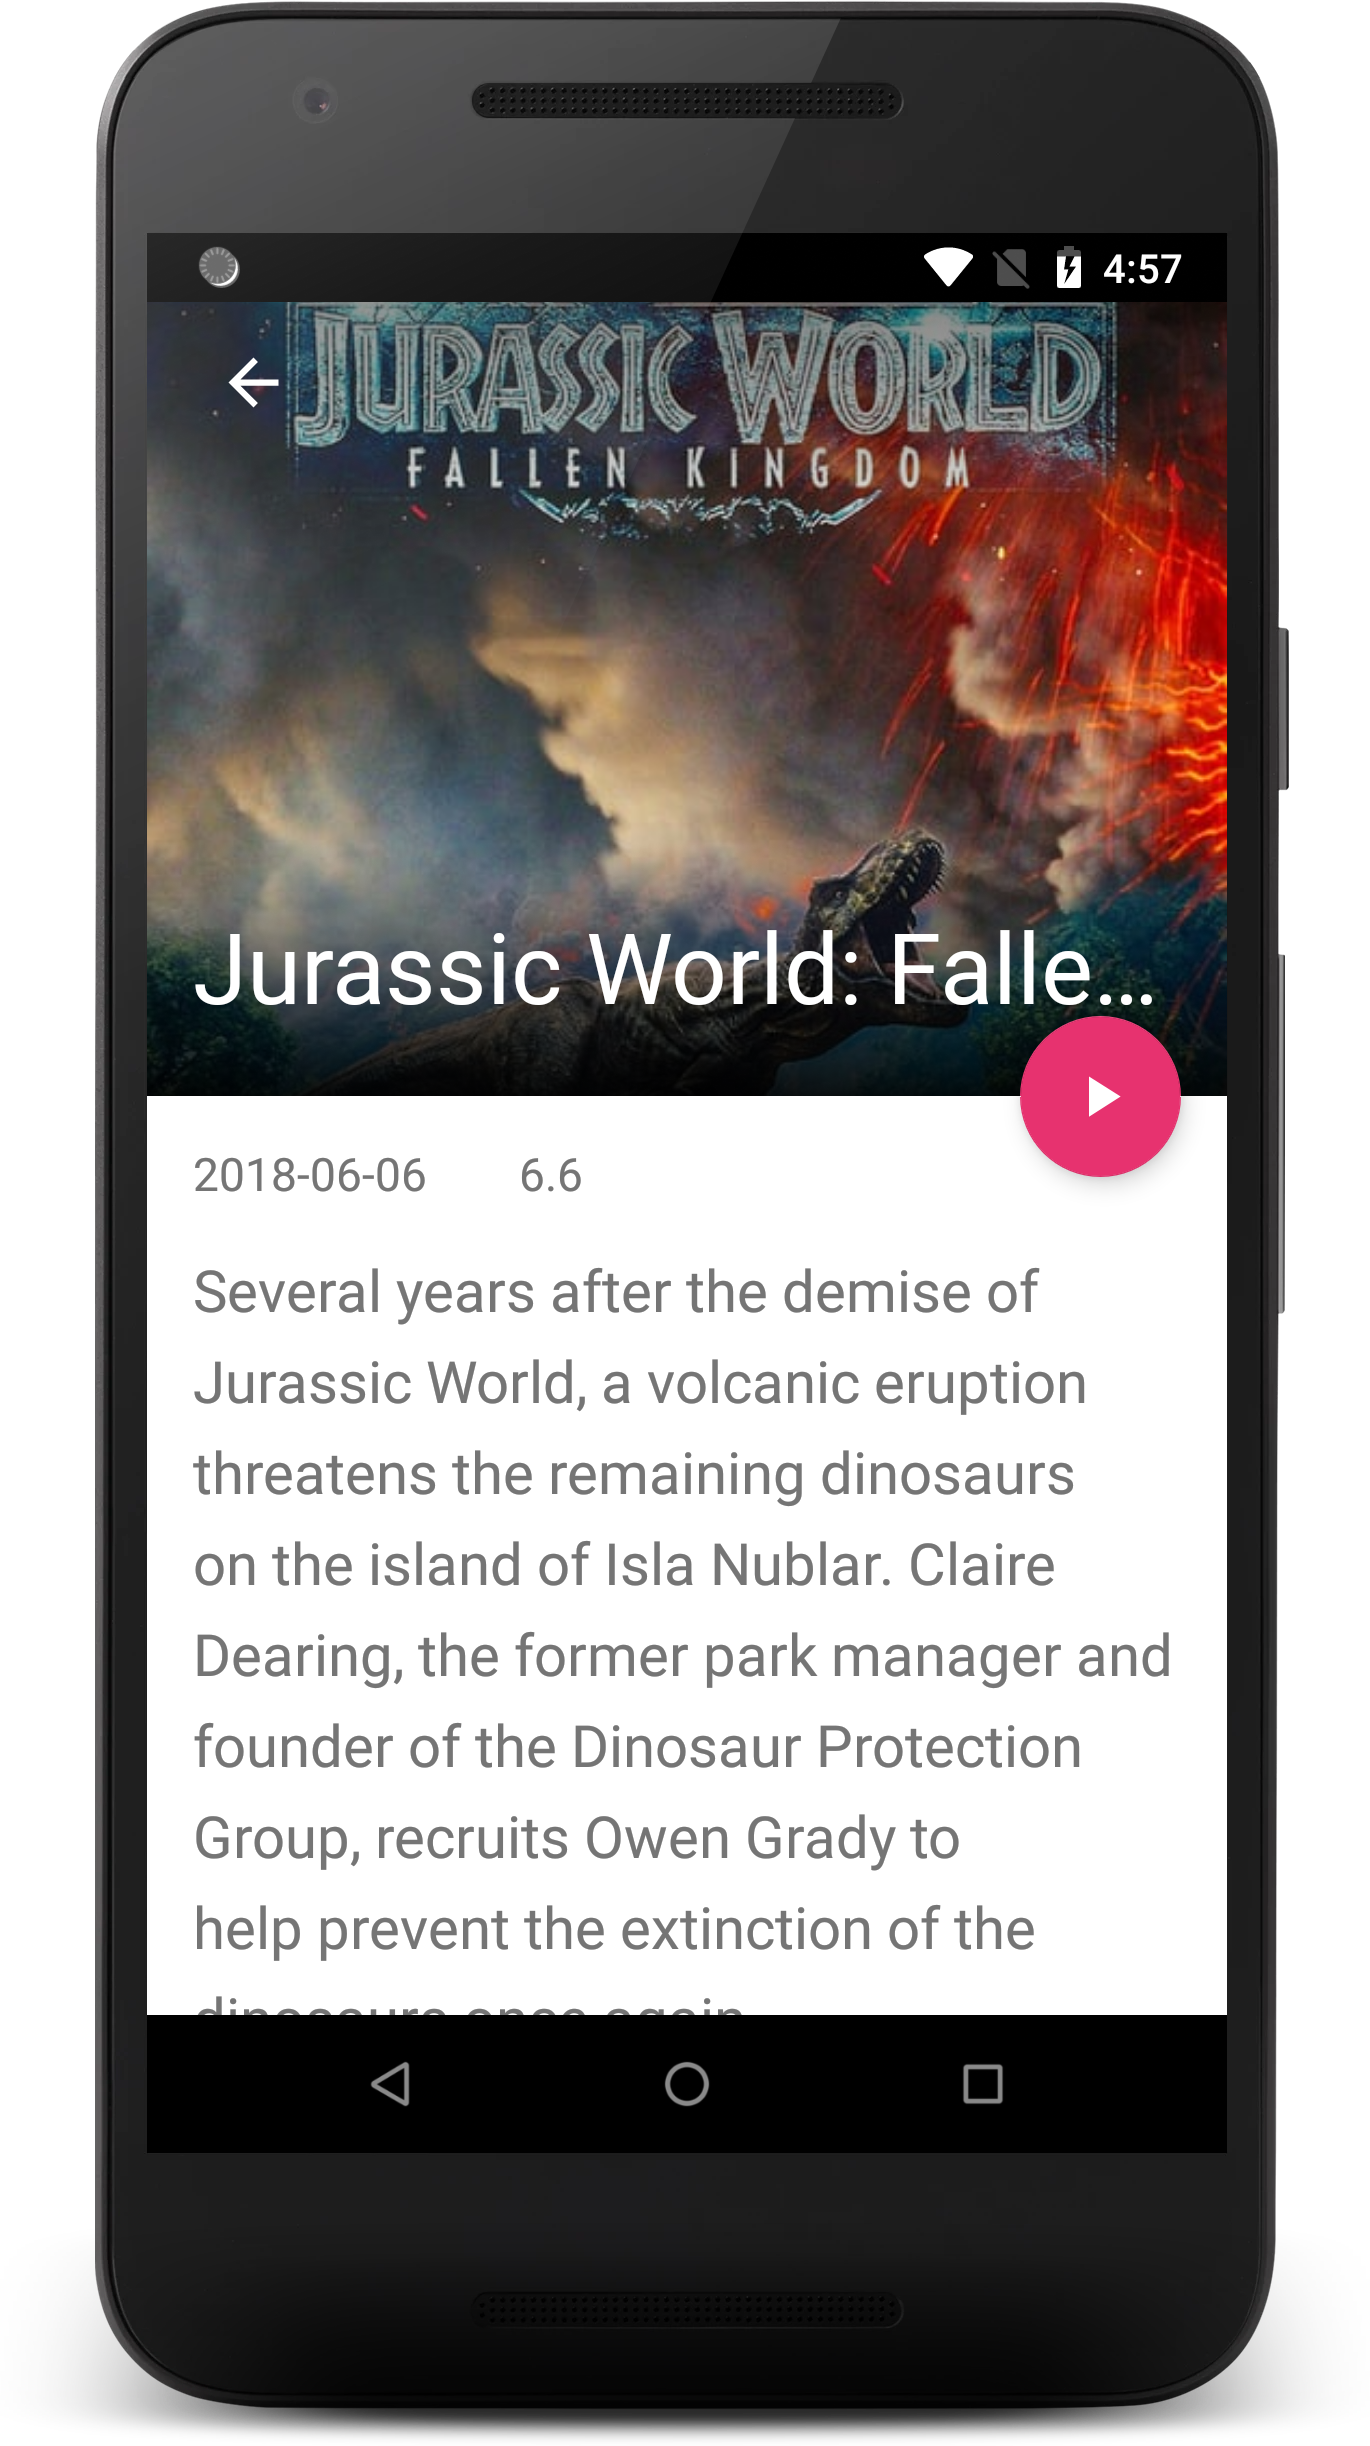 4:57
JURASSIC WORLD
FALLEN KINGDOM
Jurassic World: Falle...
2018-06-06 6.6
Several years after the demise of
Jurassic World, a volcanic eruption
threatens the remaining dinosaurs
on the island of Isla Nublar. Claire
Dearing, the former park manager and
founder of the Dinosaur Protection
Group, recruits Owen Grady to
help prevent the extinction of the
dinosaurs once again